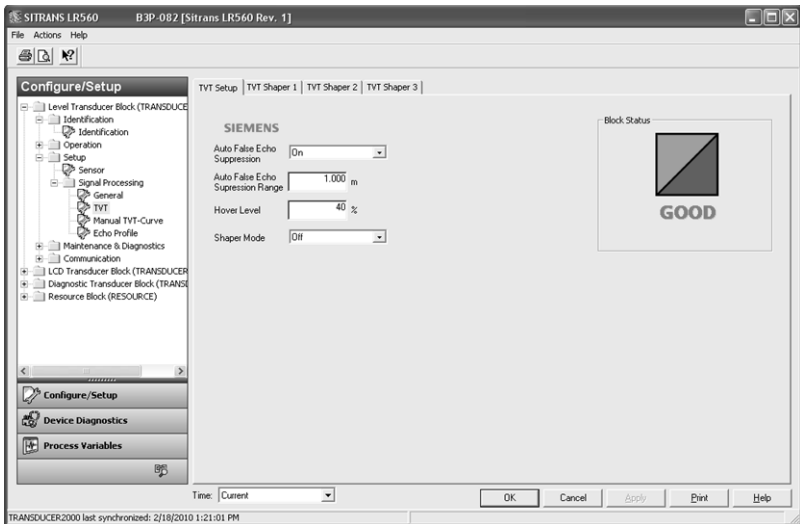 SITRANS LR560 B3P-082 [Sitrans LR560 Rev. 1]
File Actions Help
Configure/Setup
Level Transducer Block (TRANSDUCE
Identification
Identification
Operation
Setup
Sensor
Signal Processing
General
TVT
Manual TVT-Curve
Echo Profile
Maintenance & Diagnostics
Communication
LCD Transducer Block (TRANSDUCER
Diagnostic Transducer Block (TRANSD
Resource Block (RESOURCE)
Configure/Setup
Device Diagnostics
Process Variables
TVT Setup TVT Shaper 1 TVT Shaper 2 TVT Shaper 3
SIEMENS
Auto False Echo
Suppression
On
Auto False Echo
Supression Range
1.000 m
Hover Level
40 %
Shaper Mode
Off
Block Status
GOOD
Time: Current
OK Cancel Apply Print Help
TRANSDUCER2000 last synchronized: 2/18/2010 1:21:01 PM